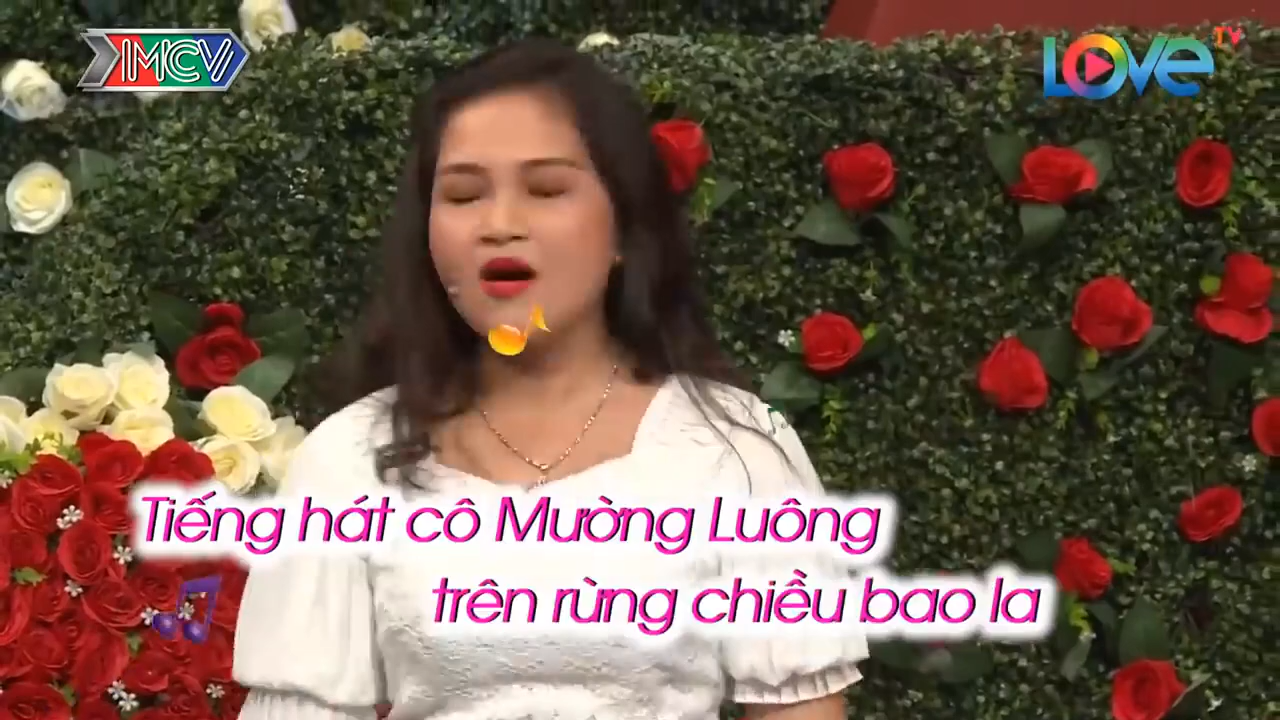 MCV
LOVE TV
Tiếng hát cô Mường Luông
trên rừng chiều bao la